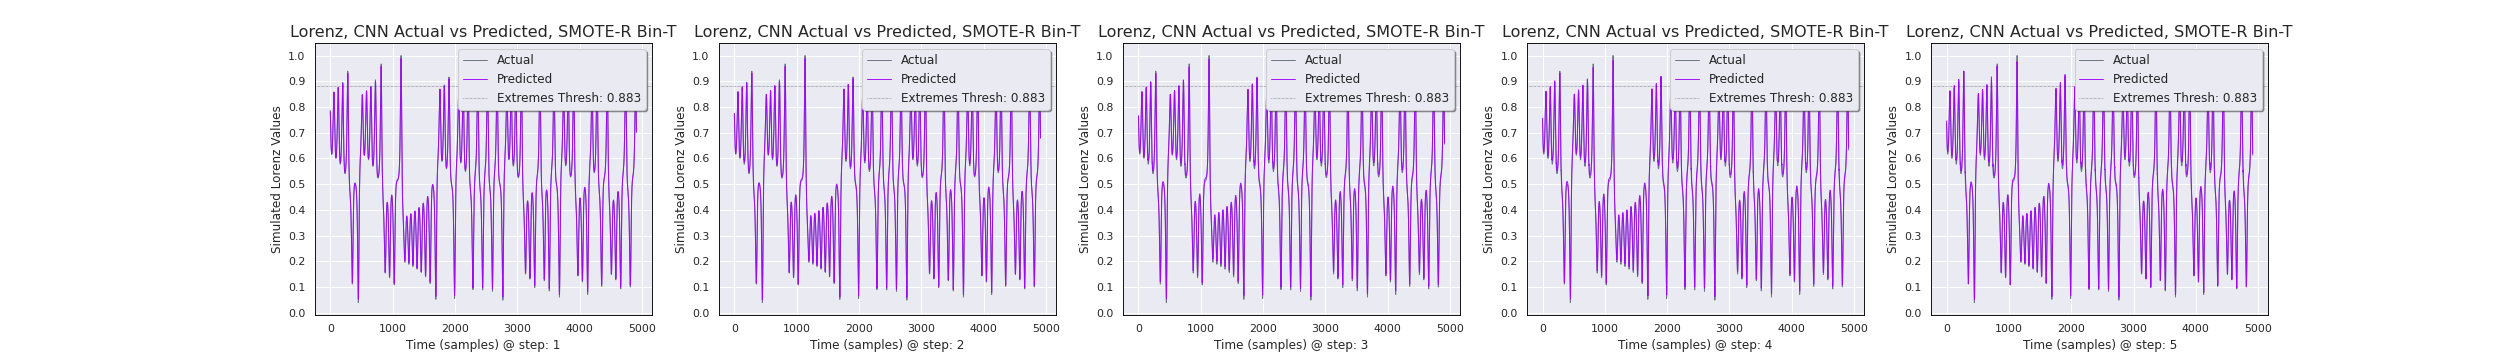 Lorenz, CNN Actual vs Predicted, SMOTE-R Bin-T
Simulated Lorenz Values
1.0
0.9
0.8
0.7
0.6
0.5
0.4
0.3
0.2
0.1
0.0
Actual
Predicted
Extremes Thresh: 0.883
0 1000 2000 3000 4000 5000
Time (samples) @ step: 1
Lorenz, CNN Actual vs Predicted, SMOTE-R Bin-T
Simulated Lorenz Values
1.0
0.9
0.8
0.7
0.6
0.5
0.4
0.3
0.2
0.1
0.0
Actual
Predicted
Extremes Thresh: 0.883
0 1000 2000 3000 4000 5000
Time (samples) @ step: 2
Lorenz, CNN Actual vs Predicted, SMOTE-R Bin-T
Simulated Lorenz Values
1.0
0.9
0.8
0.7
0.6
0.5
0.4
0.3
0.2
0.1
0.0
Actual
Predicted
Extremes Thresh: 0.883
0 1000 2000 3000 4000 5000
Time (samples) @ step: 3
Lorenz, CNN Actual vs Predicted, SMOTE-R Bin-T
Simulated Lorenz Values
1.0
0.9
0.8
0.7
0.6
0.5
0.4
0.3
0.2
0.1
0.0
Actual
Predicted
Extremes Thresh: 0.883
0 1000 2000 3000 4000 5000
Time (samples) @ step: 4
Lorenz, CNN Actual vs Predicted, SMOTE-R Bin-T
Simulated Lorenz Values
1.0
0.9
0.8
0.7
0.6
0.5
0.4
0.3
0.2
0.1
0.0
Actual
Predicted
Extremes Thresh: 0.883
0 1000 2000 3000 4000 5000
Time (samples) @ step: 5